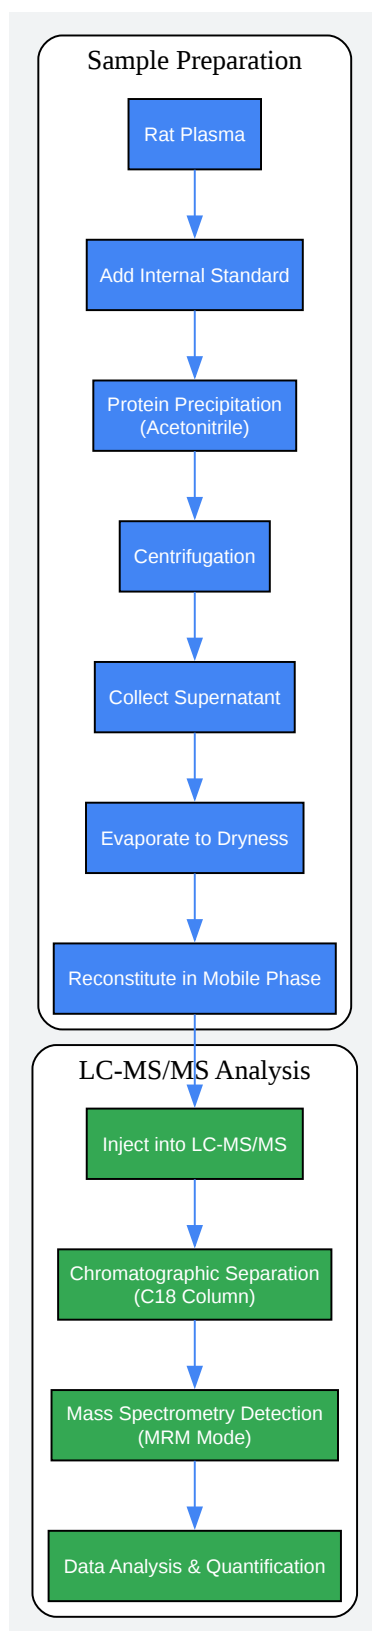 Sample Preparation
Rat Plasma
Add Internal Standard
Protein Precipitation
(Acetonitrile)
Centrifugation
Collect Supernatant
Evaporate to Dryness
Reconstitute in Mobile Phase
LC-MS/MS Analysis
Inject into LC-MS/MS
Chromatographic Separation
(C18 Column)
Mass Spectrometry Detection
(MRM Mode)
Data Analysis & Quantification